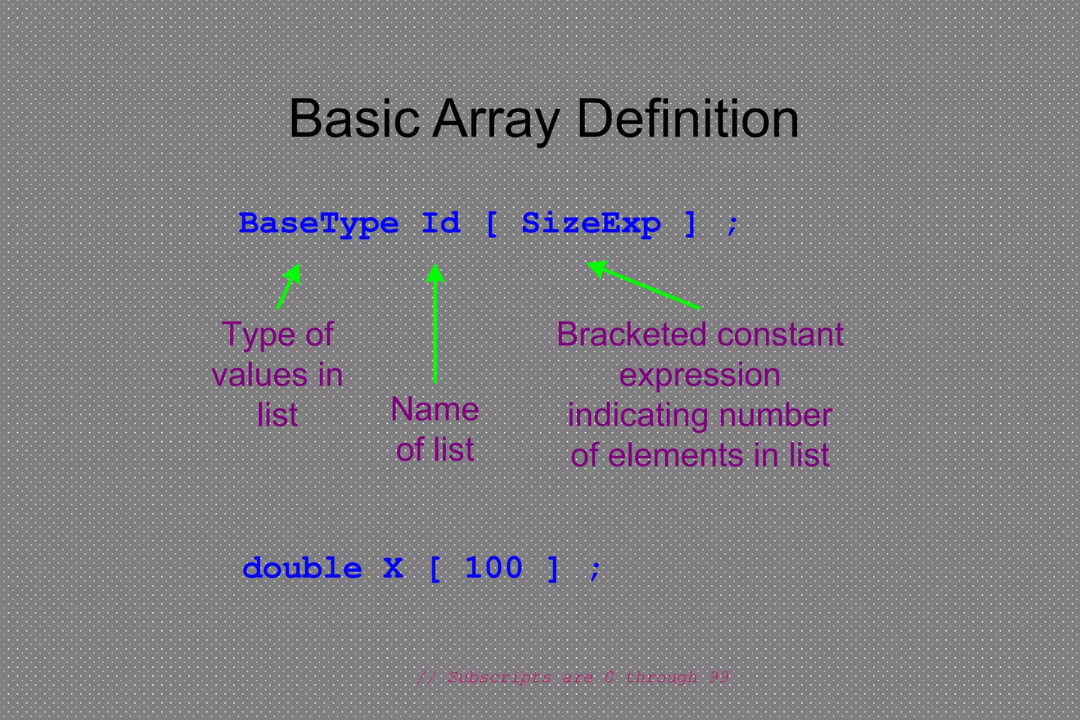 Basic Array Definition
BaseType Id [ SizeExp ] ;
Type of
values in
list
Name
of list
Bracketed constant
expression
indicating number
of elements in list
double X [ 100 ] ;
// Subscripts are 0 through 99